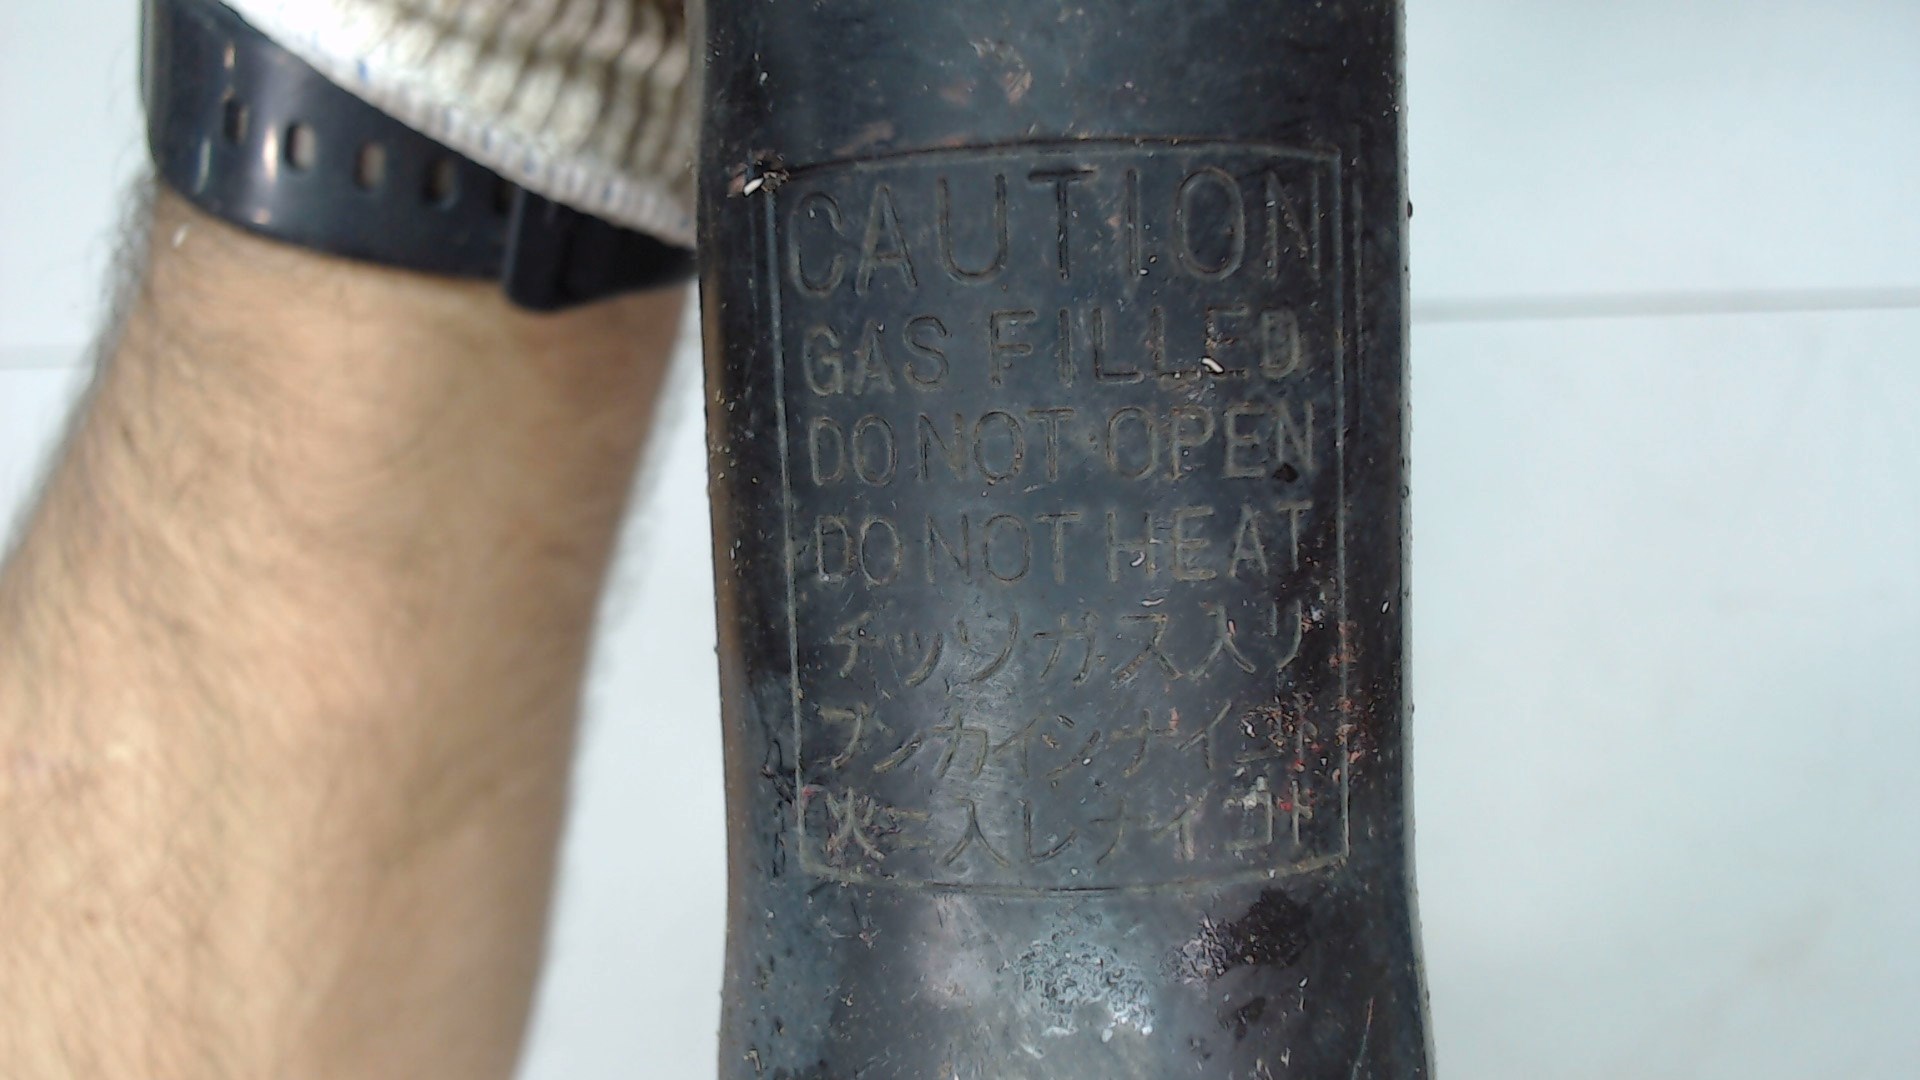 CAUTION
GAS FILLED
DO NOT OPEN
DO NOT HEAT
チッソガス入リ
ブンカイシナイコト
火ニ入レナイコト